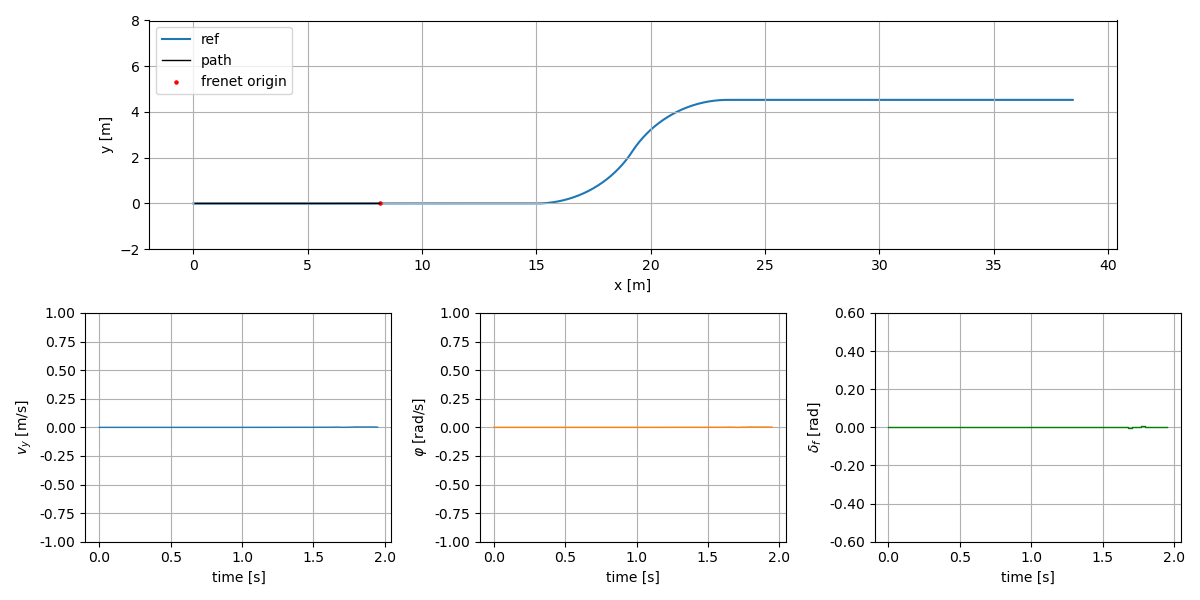 8
6
4
2
0
−2
y [m]
ref
path
frenet origin
0 5 10 15 20 25 30 35 40
x [m]
1.00
0.75
0.50
0.25
0.00
-0.25
-0.50
-0.75
-1.00
v_y [m/s]
0.0 0.5 1.0 1.5 2.0
time [s]
1.00
0.75
0.50
0.25
0.00
-0.25
-0.50
-0.75
-1.00
φ [rad/s]
0.0 0.5 1.0 1.5 2.0
time [s]
0.60
0.40
0.20
0.00
-0.20
-0.40
-0.60
δ_f [rad]
0.0 0.5 1.0 1.5 2.0
time [s]